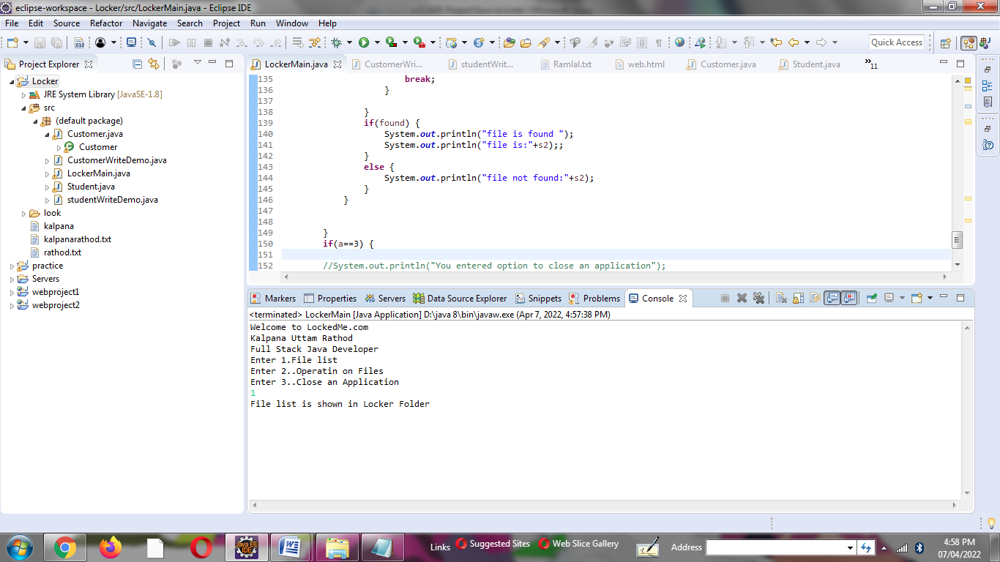 eclipse-workspace - Locker/src/LockerMain.java - Eclipse IDE
File Edit Source Refactor Navigate Search Project Run Window Help
Quick Access
Project Explorer
LockerMain.java CustomerWri... studentWrit... Ramlal.txt web.html Customer.java Student.java 11
Locker
JRE System Library [JavaSE-1.8]
src
(default package)
Customer.java
Customer
CustomerWriteDemo.java
LockerMain.java
Student.java
studentWriteDemo.java
look
kalpana
kalpanarathod.txt
rathod.txt
practice
Servers
webproject1
webproject2
135 break;
136 }
137
138 }
139 if(found) {
140 System.out.println("file is found ");
141 System.out.println("file is:"+s2);;
142 }
143 else {
144 System.out.println("file not found:"+s2);
145 }
146 }
147
148
149 }
150 if(a==3) {
151
152 //System.out.println("You entered option to close an application");
Markers Properties Servers Data Source Explorer Snippets Problems Console
<terminated> LockerMain [Java Application] D:\java 8\bin\javaw.exe (Apr 7, 2022, 4:57:38 PM)
Welcome to LockedMe.com
Kalpana Uttam Rathod
Full Stack Java Developer
Enter 1.File list
Enter 2..Operatin on Files
Enter 3..Close an Application
1
File list is shown in Locker Folder
Java EE
IDE
Links Suggested Sites Web Slice Gallery Address
4:58 PM
07/04/2022